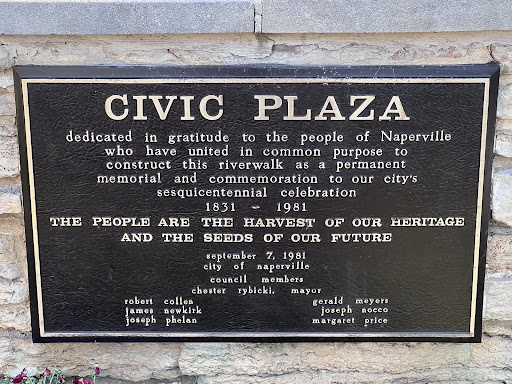 CIVIC PLAZA
dedicated in gratitude to the people of Naperville
who have united in common purpose to
construct this riverwalk as a permanent
memorial and commemoration to our city's
sesquicentennial celebration
1831 - 1981
THE PEOPLE ARE THE HARVEST OF OUR HERITAGE
AND THE SEEDS OF OUR FUTURE
september 7, 1981
city of naperville
council members
chester rybicki, mayor
robert collen gerald meyers
james newkirk joseph nocco
joseph phelan margaret price